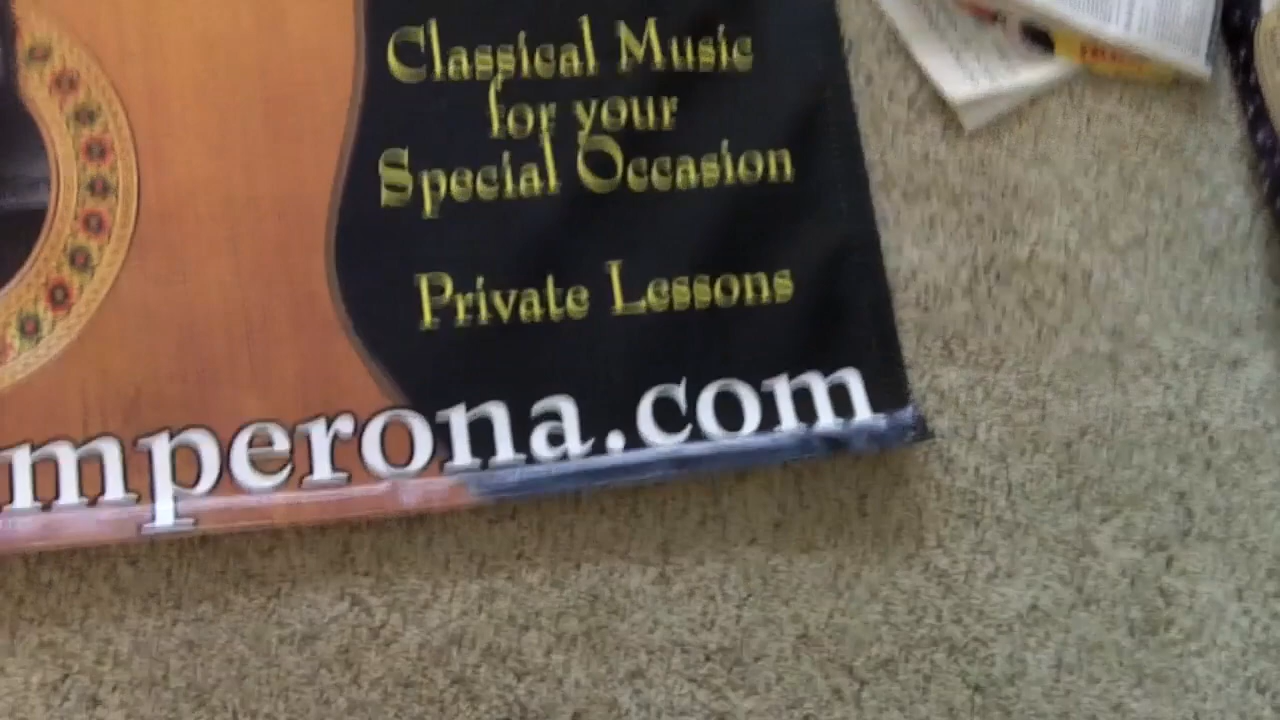 Classical Music
for your
Special Occasion
Private Lessons
mperona.com